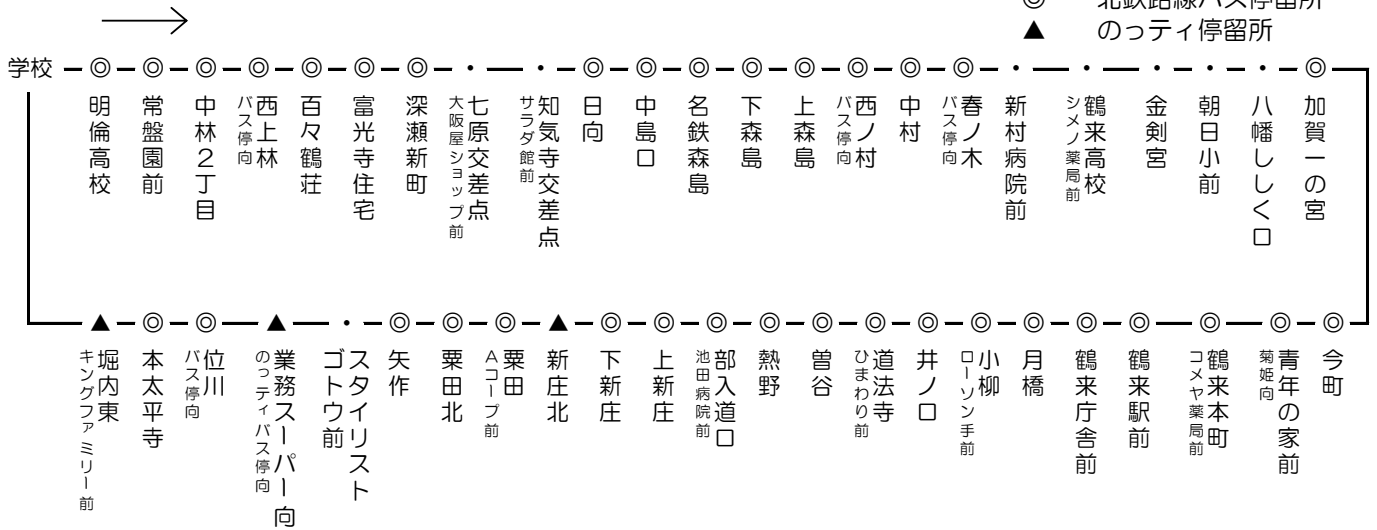 ◎ 北鉄路線バス停留所
▲ のっティ停留所
学校
明倫高校
常盤園前
中林2丁目
西上林
バス停向
百々鶴荘
富光寺住宅
深瀬新町
七原交差点
大阪屋ショップ前
知気寺交差点
サラダ館前
日向
中島口
名鉄森島
下森島
上森島
西ノ村
バス停向
中村
春ノ木
バス停向
新村病院前
鶴来高校
シメノ薬局前
金剣宮
朝日小前
八幡ししく口
加賀一の宮
堀内東
キングファミリー前
本太平寺
位川
バス停向
業務スーパー向
のっティバス停向
スタイリスト
ゴトウ前
矢作
粟田北
粟田
Aコープ前
新庄北
下新庄
上新庄
部入道口
池田病院前
熱野
曽谷
道法寺
ひまわり前
井ノ口
小柳
ローソン手前
月橋
鶴来庁舎前
鶴来駅前
鶴来本町
コメヤ薬局前
青年の家前
菊姫向
今町